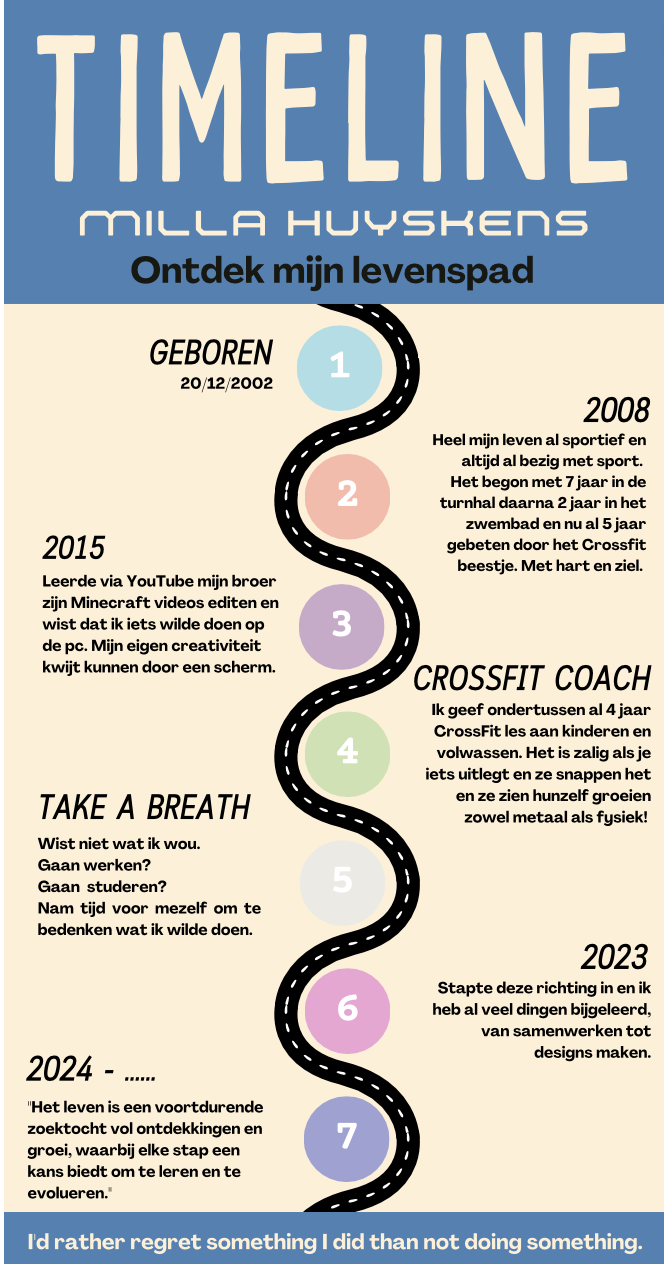 TIMELINE
MILLA HUYSKENS
Ontdek mijn levenspad
GEBOREN
20/12/2002
1
2008
Heel mijn leven al sportief en
altijd al bezig met sport.
Het begon met 7 jaar in de
turnhal daarna 2 jaar in het
zwembad en nu al 5 jaar
gebeten door het Crossfit
beestje. Met hart en ziel.
2
2015
Leerde via YouTube mijn broer
zijn Minecraft videos editen en
wist dat ik iets wilde doen op
de pc. Mijn eigen creativiteit
kwijt kunnen door een scherm.
3
CROSSFIT COACH
Ik geef ondertussen al 4 jaar
CrossFit les aan kinderen en
volwassen. Het is zalig als je
iets uitlegt en ze snappen het
en ze zien hunzelf groeien
zowel metaal als fysiek!
4
TAKE A BREATH
Wist niet wat ik wou.
Gaan werken?
Gaan studeren?
Nam tijd voor mezelf om te
bedenken wat ik wilde doen.
5
2023
Stapte deze richting in en ik
heb al veel dingen bijgeleerd,
van samenwerken tot
designs maken.
6
2024 - ......
"Het leven is een voortdurende
zoektocht vol ontdekkingen en
groei, waarbij elke stap een
kans biedt om te leren en te
evolueren."
7
I'd rather regret something I did than not doing something.